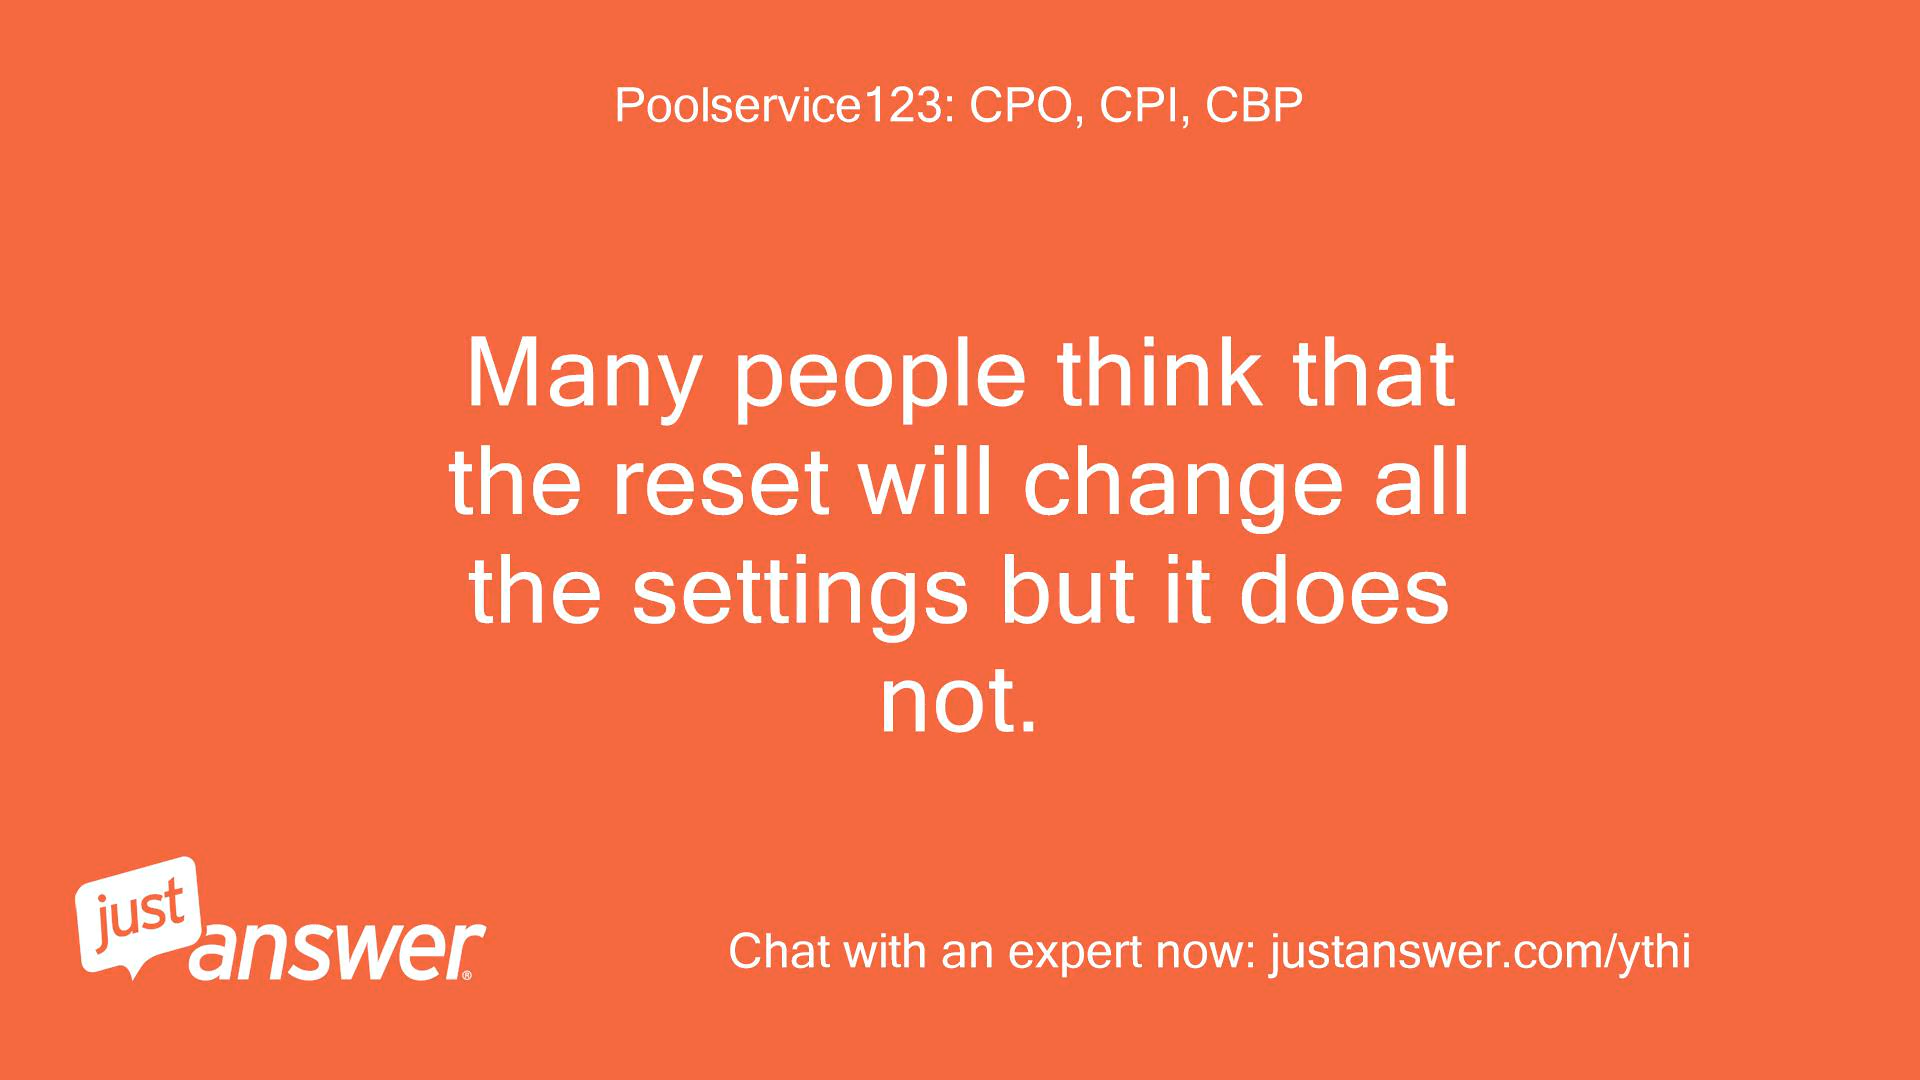 Poolservice123: CPO, CPI, CBP
Many people think that
the reset will change all
the settings but it does
not.
just
answer®
Chat with an expert now: justanswer.com/ythi